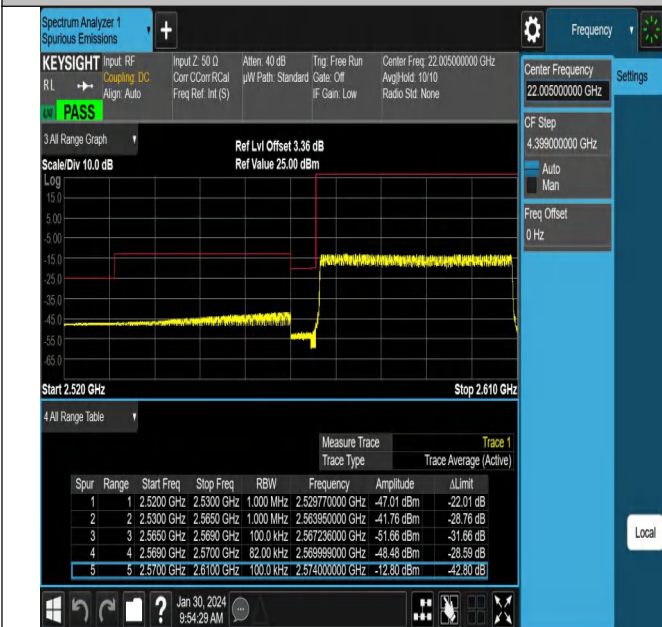 Spectrum Analyzer 1
Spurious Emissions
+
Frequency
KEYSIGHT
RL
PASS
Input: RF
Coupling: DC
Align: Auto
Input Z: 50 Ω
Corr CCorr RCal
Freq Ref: Int (S)
Atten: 40 dB
µW Path: Standard
Trig: Free Run
Gate: Off
IF Gain: Low
Center Freq: 22.005000000 GHz
Avg|Hold: 10/10
Radio Std: None
3 All Range Graph
Scale/Div 10.0 dB
Ref Lvl Offset 3.36 dB
Ref Value 25.00 dBm
Log
15.0
5.00
-5.00
-15.0
-25.0
-35.0
-45.0
-55.0
-65.0
Start 2.520 GHz
Stop 2.610 GHz
4 All Range Table
Measure Trace Trace 1
Trace Type Trace Average (Active)
Spur Range Start Freq Stop Freq RBW Frequency Amplitude ΔLimit
1 1 2.5200 GHz 2.5300 GHz 1.000 MHz 2.529770000 GHz -47.01 dBm -22.01 dB
2 2 2.5300 GHz 2.5650 GHz 1.000 MHz 2.563950000 GHz -41.76 dBm -28.76 dB
3 3 2.5650 GHz 2.5690 GHz 100.0 kHz 2.567236000 GHz -51.66 dBm -31.66 dB
4 4 2.5690 GHz 2.5700 GHz 82.00 kHz 2.569999000 GHz -48.48 dBm -28.59 dB
5 5 2.5700 GHz 2.6100 GHz 100.0 kHz 2.574000000 GHz -12.80 dBm -42.80 dB
?
Jan 30, 2024
9:54:29 AM
Center Frequency
22.005000000 GHz
CF Step
4.399000000 GHz
Auto
Man
Freq Offset
0 Hz
Settings
Local